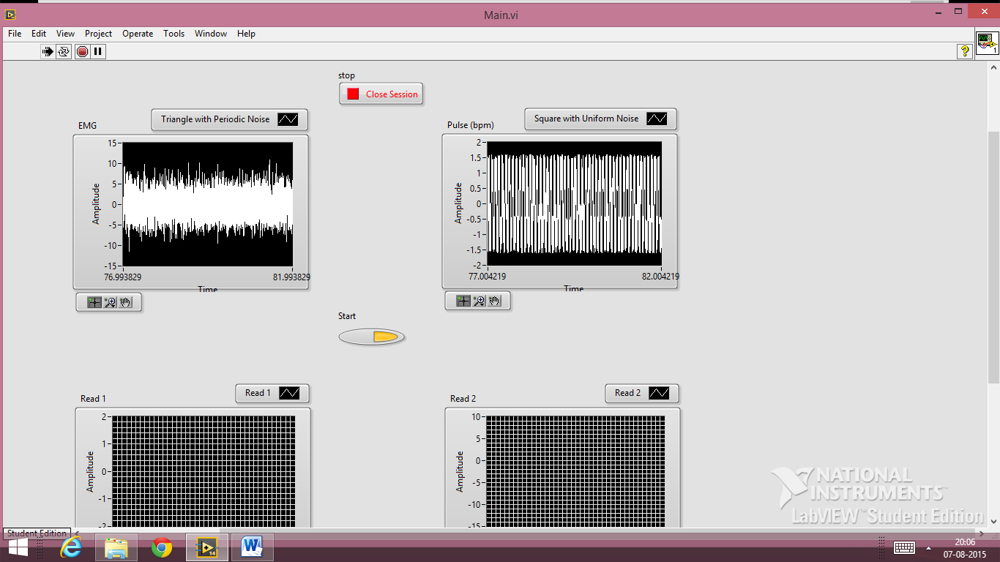 Main.vi
File Edit View Project Operate Tools Window Help
?
1
stop
Close Session
EMG
Triangle with Periodic Noise
15
10
5
0
-5
-10
-15
Amplitude
76.993829
81.993829
Time
Pulse (bpm)
Square with Uniform Noise
2
1.5
1
0.5
0
-0.5
-1
-1.5
-2
Amplitude
77.004219
82.004219
Time
Start
Read 1
Read 1
2
1
0
-1
-2
Amplitude
Read 2
Read 2
10
5
0
-5
-10
-15
Amplitude
NATIONAL
INSTRUMENTS™
LabVIEW™ Student Edition
Student Edition
14
20:06
07-08-2015